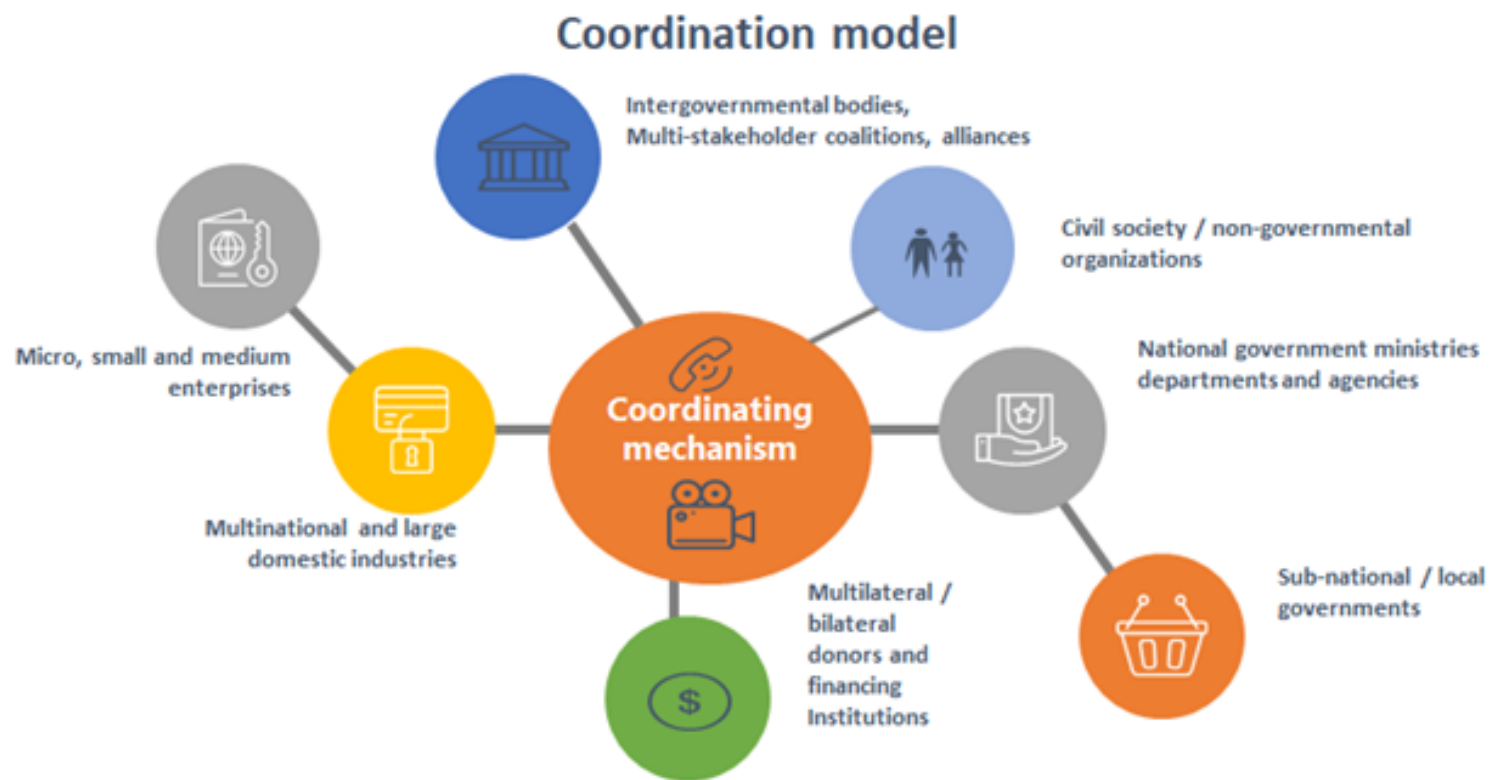 Coordination model
Intergovernmental bodies,
Multi-stakeholder coalitions, alliances
Civil society / non-governmental
organizations
Micro, small and medium
enterprises
National government ministries
departments and agencies
Coordinating
mechanism
Multinational and large
domestic industries
Multilateral /
bilateral
donors and
financing
Institutions
$
Sub-national / local
governments